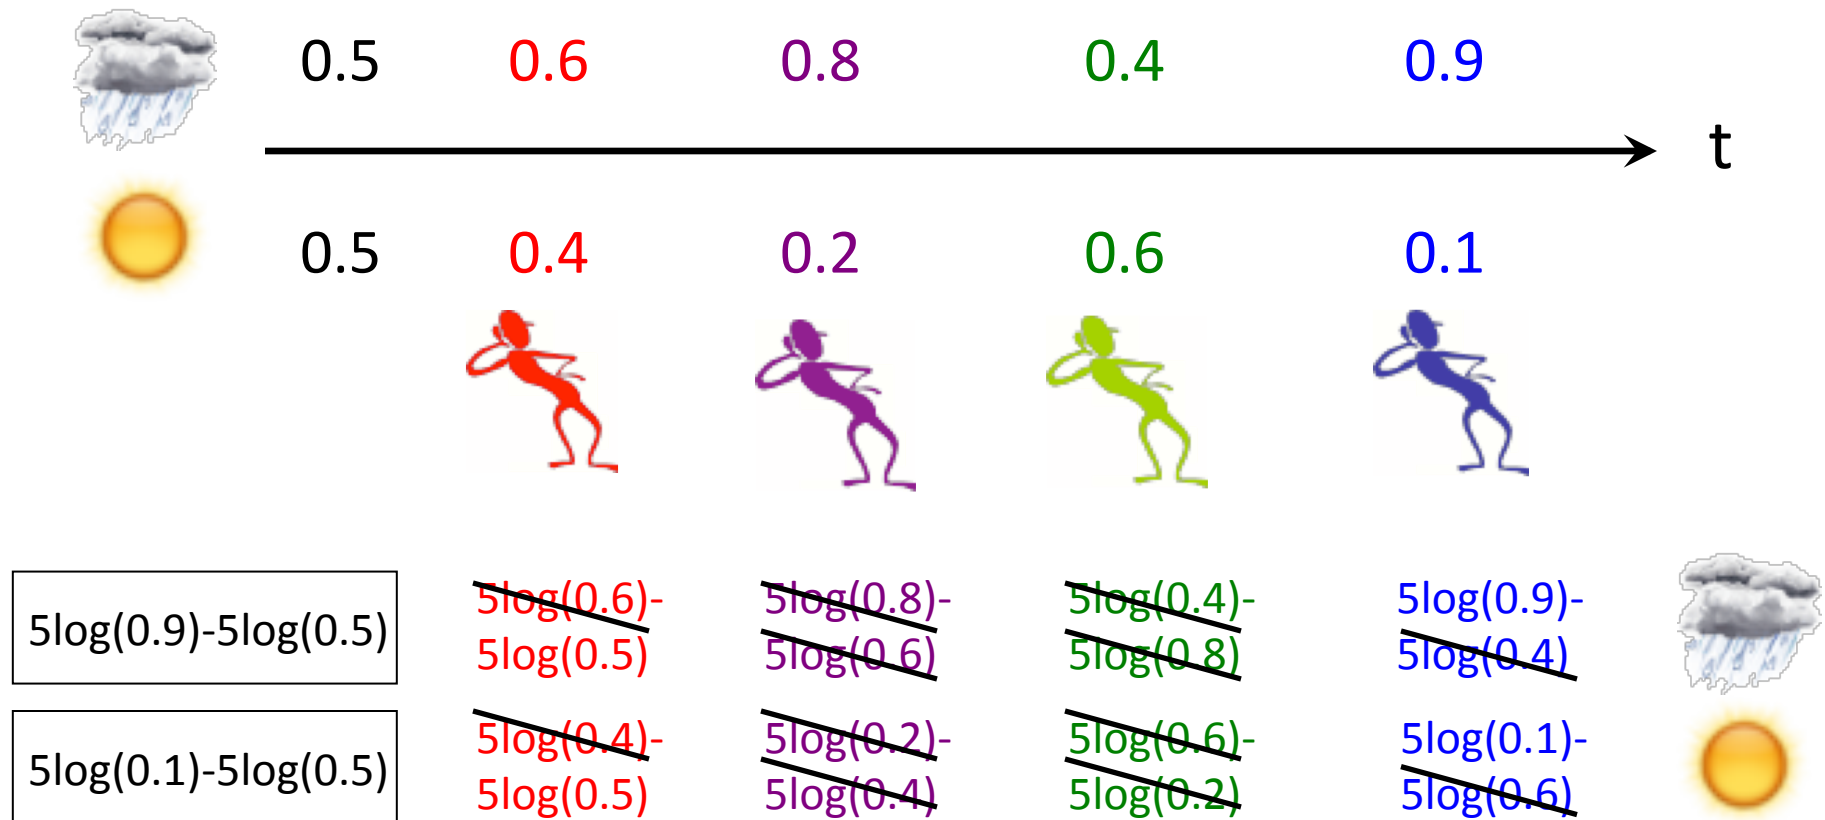 0.5 0.6 0.8 0.4 0.9
t
0.5 0.4 0.2 0.6 0.1
5log(0.9)-5log(0.5)
5log(0.6)-
5log(0.5)
5log(0.8)-
5log(0.6)
5log(0.4)-
5log(0.8)
5log(0.9)-
5log(0.4)
5log(0.1)-5log(0.5)
5log(0.4)-
5log(0.5)
5log(0.2)-
5log(0.4)
5log(0.6)-
5log(0.2)
5log(0.1)-
5log(0.6)